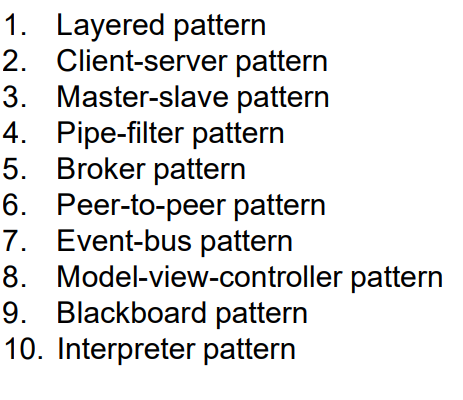 1. Layered pattern
2. Client-server pattern
3. Master-slave pattern
4. Pipe-filter pattern
5. Broker pattern
6. Peer-to-peer pattern
7. Event-bus pattern
8. Model-view-controller pattern
9. Blackboard pattern
10. Interpreter pattern